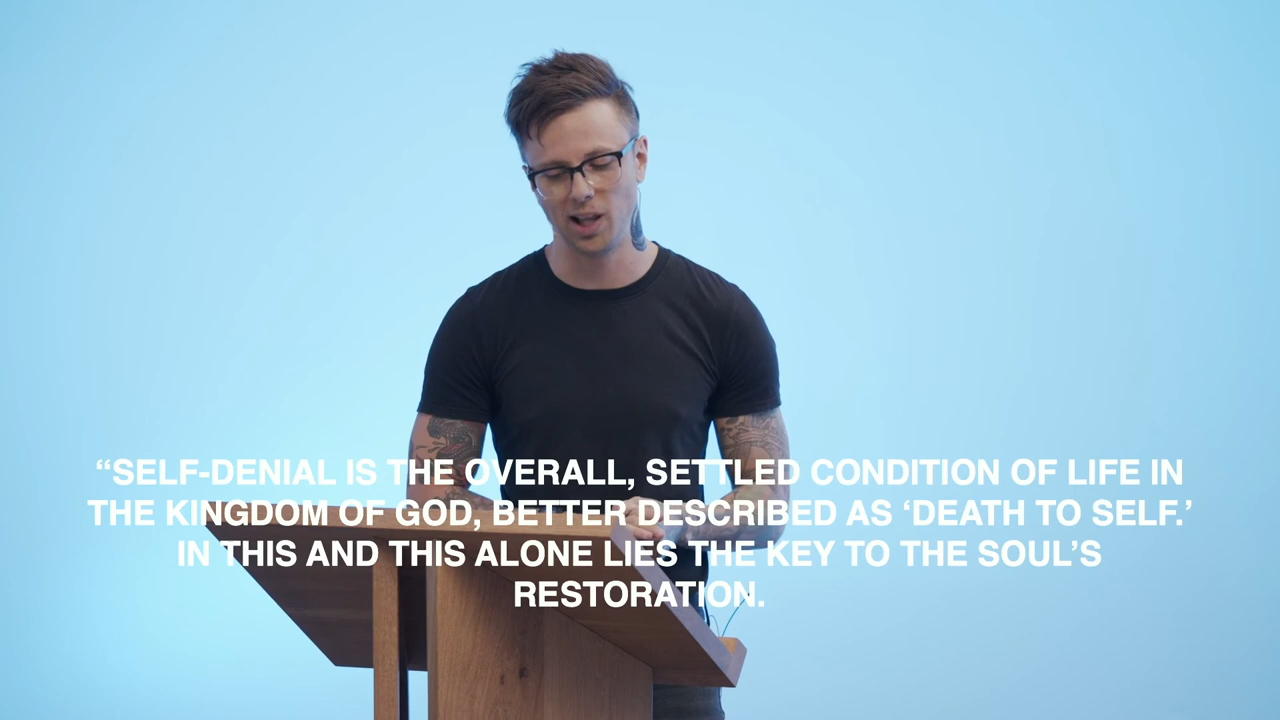 “SELF-DENIAL IS THE OVERALL, SETTLED CONDITION OF LIFE IN
THE KINGDOM OF GOD, BETTER DESCRIBED AS ‘DEATH TO SELF.’
IN THIS AND THIS ALONE LIES THE KEY TO THE SOUL’S
RESTORATION.